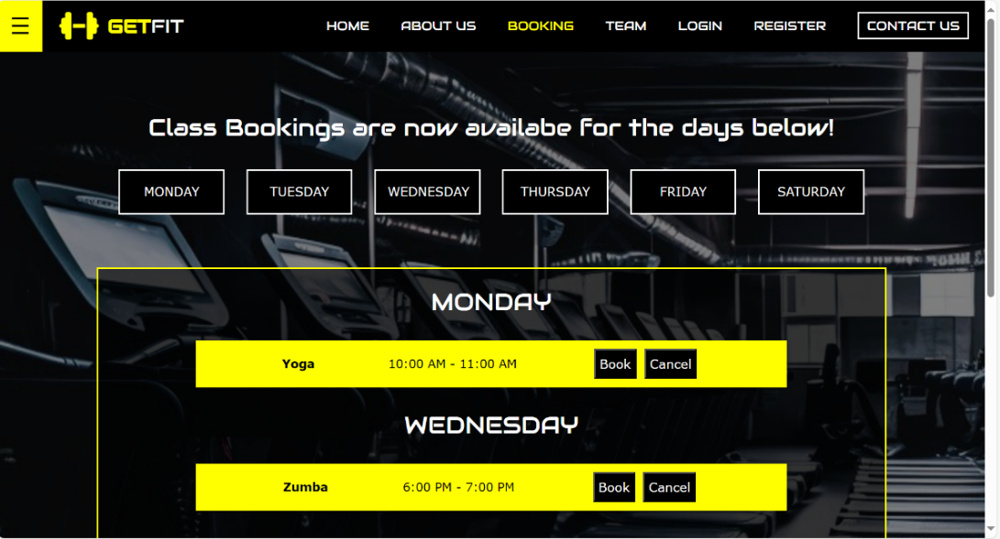 ☰ GETFIT HOME ABOUT US BOOKING TEAM LOGIN REGISTER CONTACT US
Class Bookings are now availabe for the days below!
MONDAY TUESDAY WEDNESDAY THURSDAY FRIDAY SATURDAY
MONDAY
Yoga 10:00 AM - 11:00 AM Book Cancel
WEDNESDAY
Zumba 6:00 PM - 7:00 PM Book Cancel